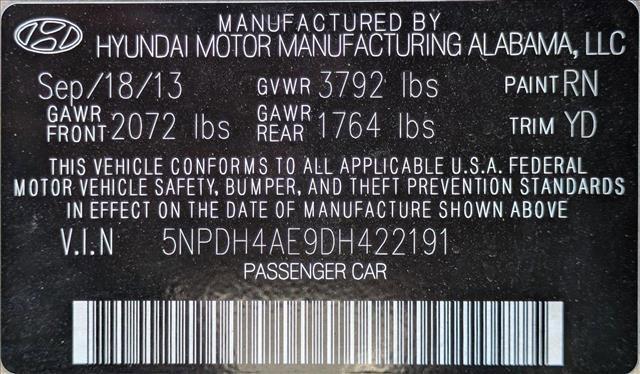 MANUFACTURED BY
HYUNDAI MOTOR MANUFACTURING ALABAMA, LLC
Sep/18/13 GVWR 3792 lbs PAINT RN
GAWR FRONT 2072 lbs GAWR REAR 1764 lbs TRIM YD
THIS VEHICLE CONFORMS TO ALL APPLICABLE U.S.A. FEDERAL
MOTOR VEHICLE SAFETY, BUMPER, AND THEFT PREVENTION STANDARDS
IN EFFECT ON THE DATE OF MANUFACTURE SHOWN ABOVE
V.I.N 5NPDH4AE9DH422191
PASSENGER CAR